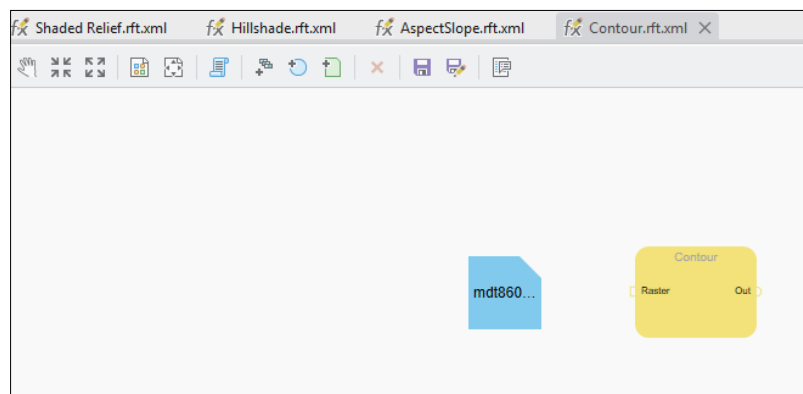 Shaded Relief.rft.xml Hillshade.rft.xml AspectSlope.rft.xml Contour.rft.xml
Contour
mdt860... Raster Out